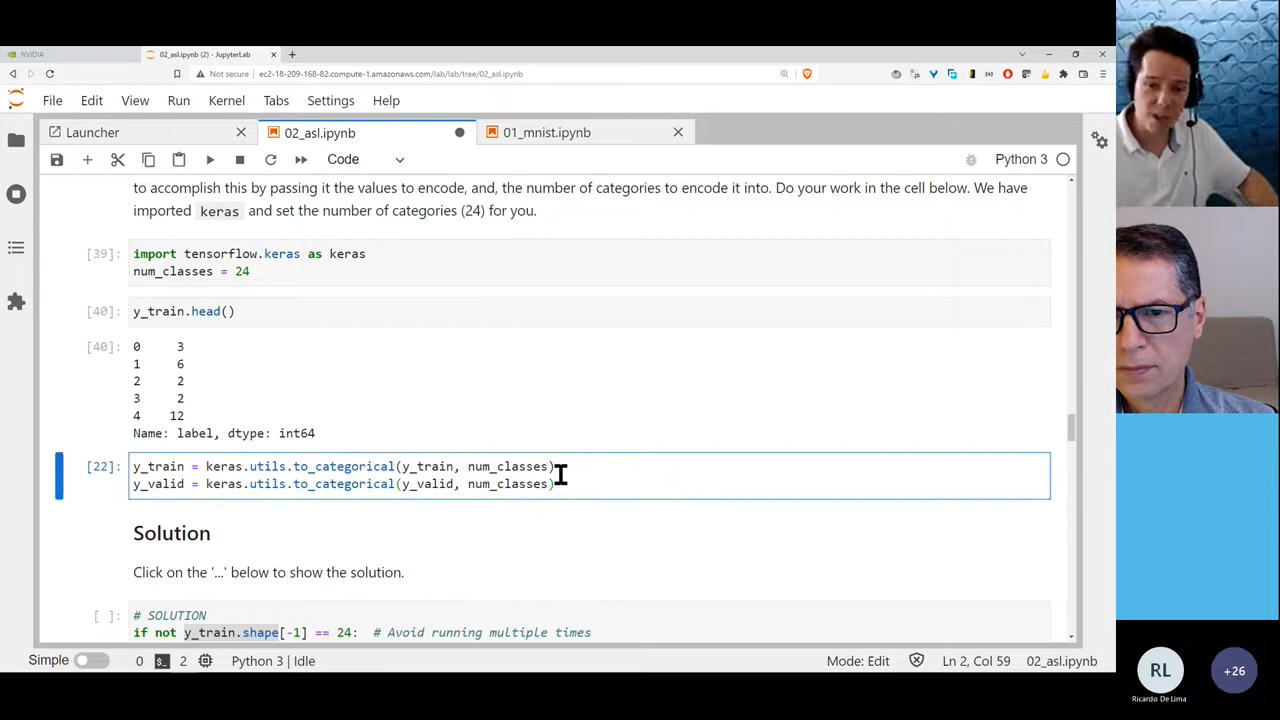 NVIDIA
02_asl.ipynb (2) - JupyterLab
Not secure
ec2-18-209-168-82.compute-1.amazonaws.com/lab/lab/tree/02_asl.ipynb
File Edit View Run Kernel Tabs Settings Help
Launcher
02_asl.ipynb
01_mnist.ipynb
Code
Python 3
to accomplish this by passing it the values to encode, and, the number of categories to encode it into. Do your work in the cell below. We have
imported keras and set the number of categories (24) for you.
[39]: import tensorflow.keras as keras
num_classes = 24
[40]: y_train.head()
[40]: 0 3
1 6
2 2
3 2
4 12
Name: label, dtype: int64
[22]: y_train = keras.utils.to_categorical(y_train, num_classes)
y_valid = keras.utils.to_categorical(y_valid, num_classes)
Solution
Click on the '...' below to show the solution.
[ ]: # SOLUTION
if not y_train.shape[-1] == 24: # Avoid running multiple times
Simple 0 2 Python 3 | Idle Mode: Edit Ln 2, Col 59 02_asl.ipynb
RL
Ricardo De Lima
+26